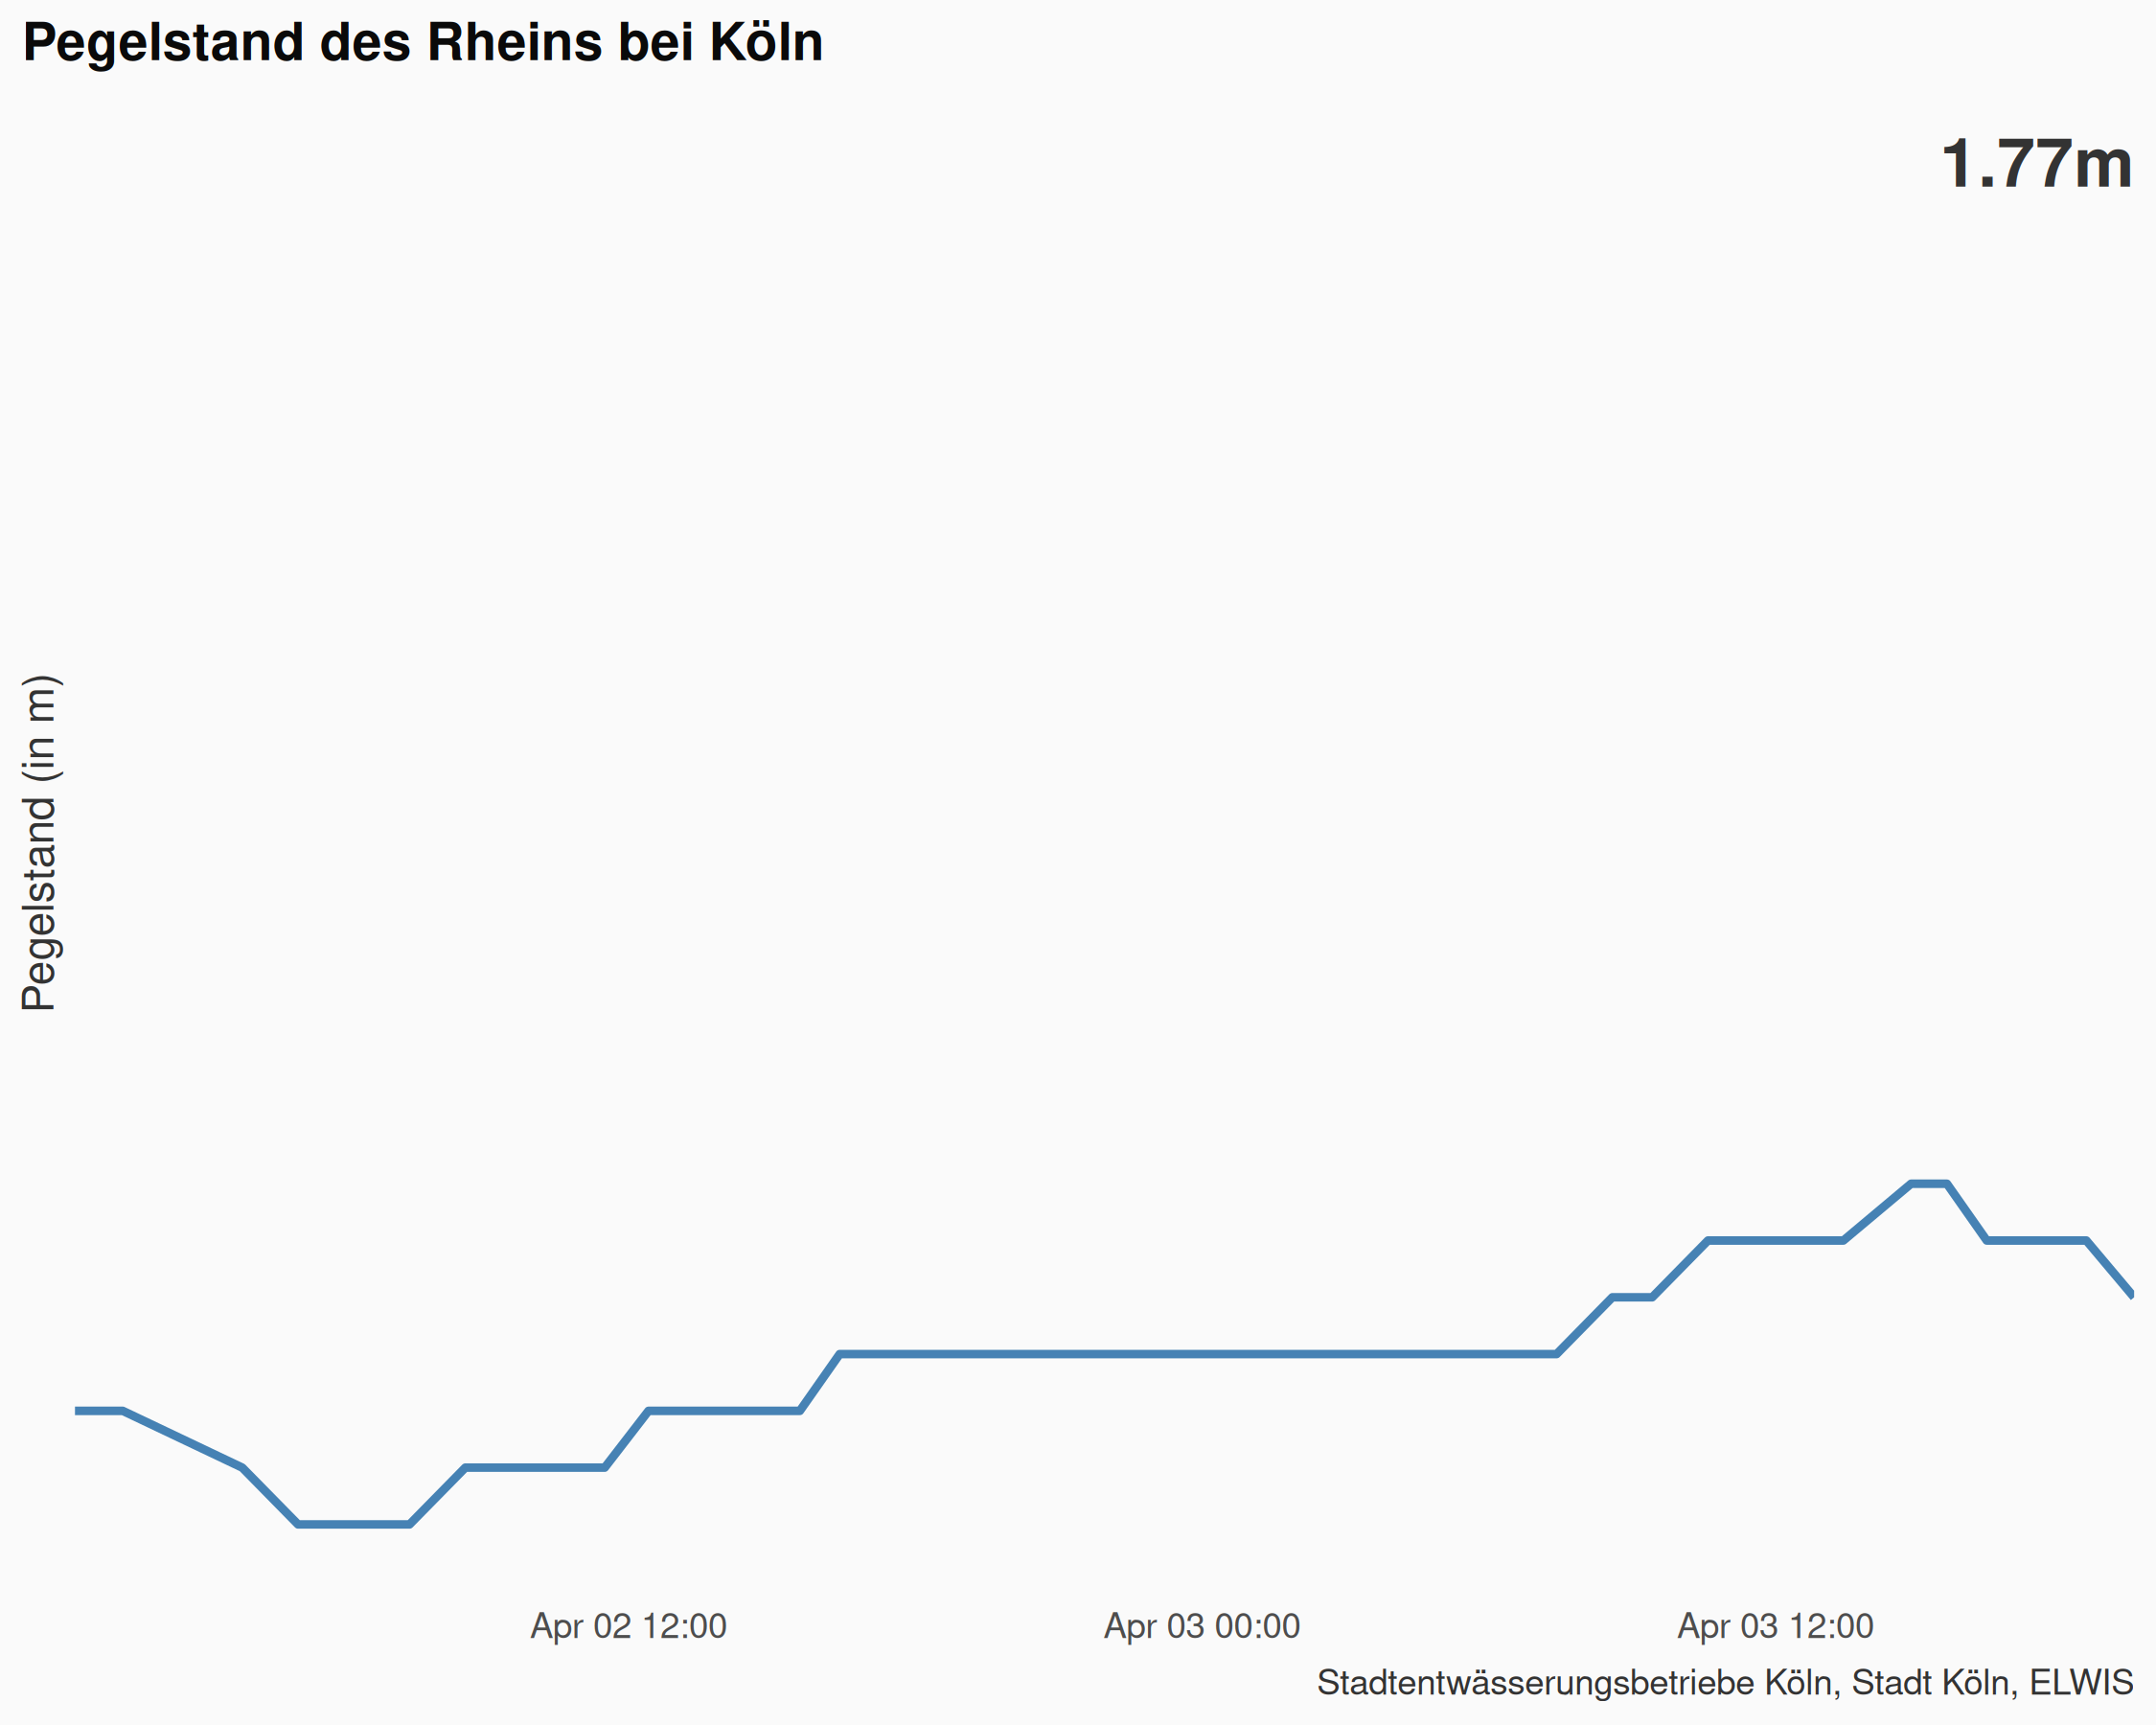 Pegelstand des Rheins bei Köln
1.77m
Pegelstand (in m)
Apr 02 12:00
Apr 03 00:00
Apr 03 12:00
Stadtentwässerungsbetriebe Köln, Stadt Köln, ELWIS